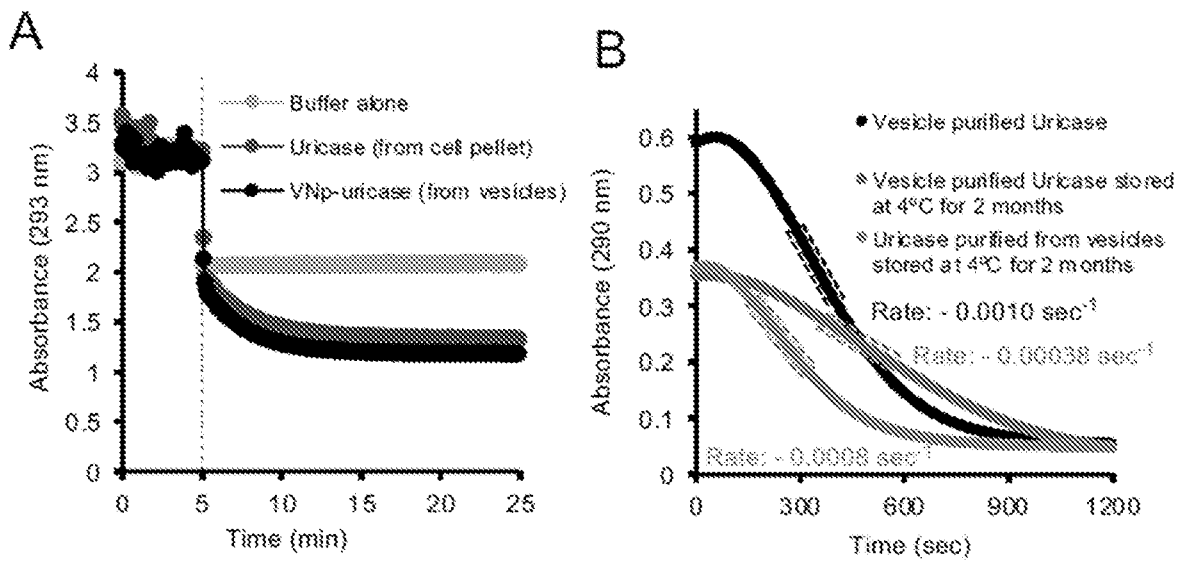 A
4
3.5
3
2.5
2
1.5
1
0.5
0
Absorbance (293 nm)
Buffer alone
Uricase (from cell pellet)
VNp-uricase (from vesicles)
0 5 10 15 20 25
Time (min)
B
0.6
0.5
0.4
0.3
0.2
0.1
0
Absorbance (290 nm)
Vesicle purified Uricase
Vesicle purified Uricase stored
at 4ºC for 2 months
Uricase purified from vesicles
stored at 4ºC for 2 months
Rate: - 0.0010 sec⁻¹
Rate: - 0.00038 sec⁻¹
Rate: - 0.0008 sec⁻¹
0 300 600 900 1200
Time (sec)